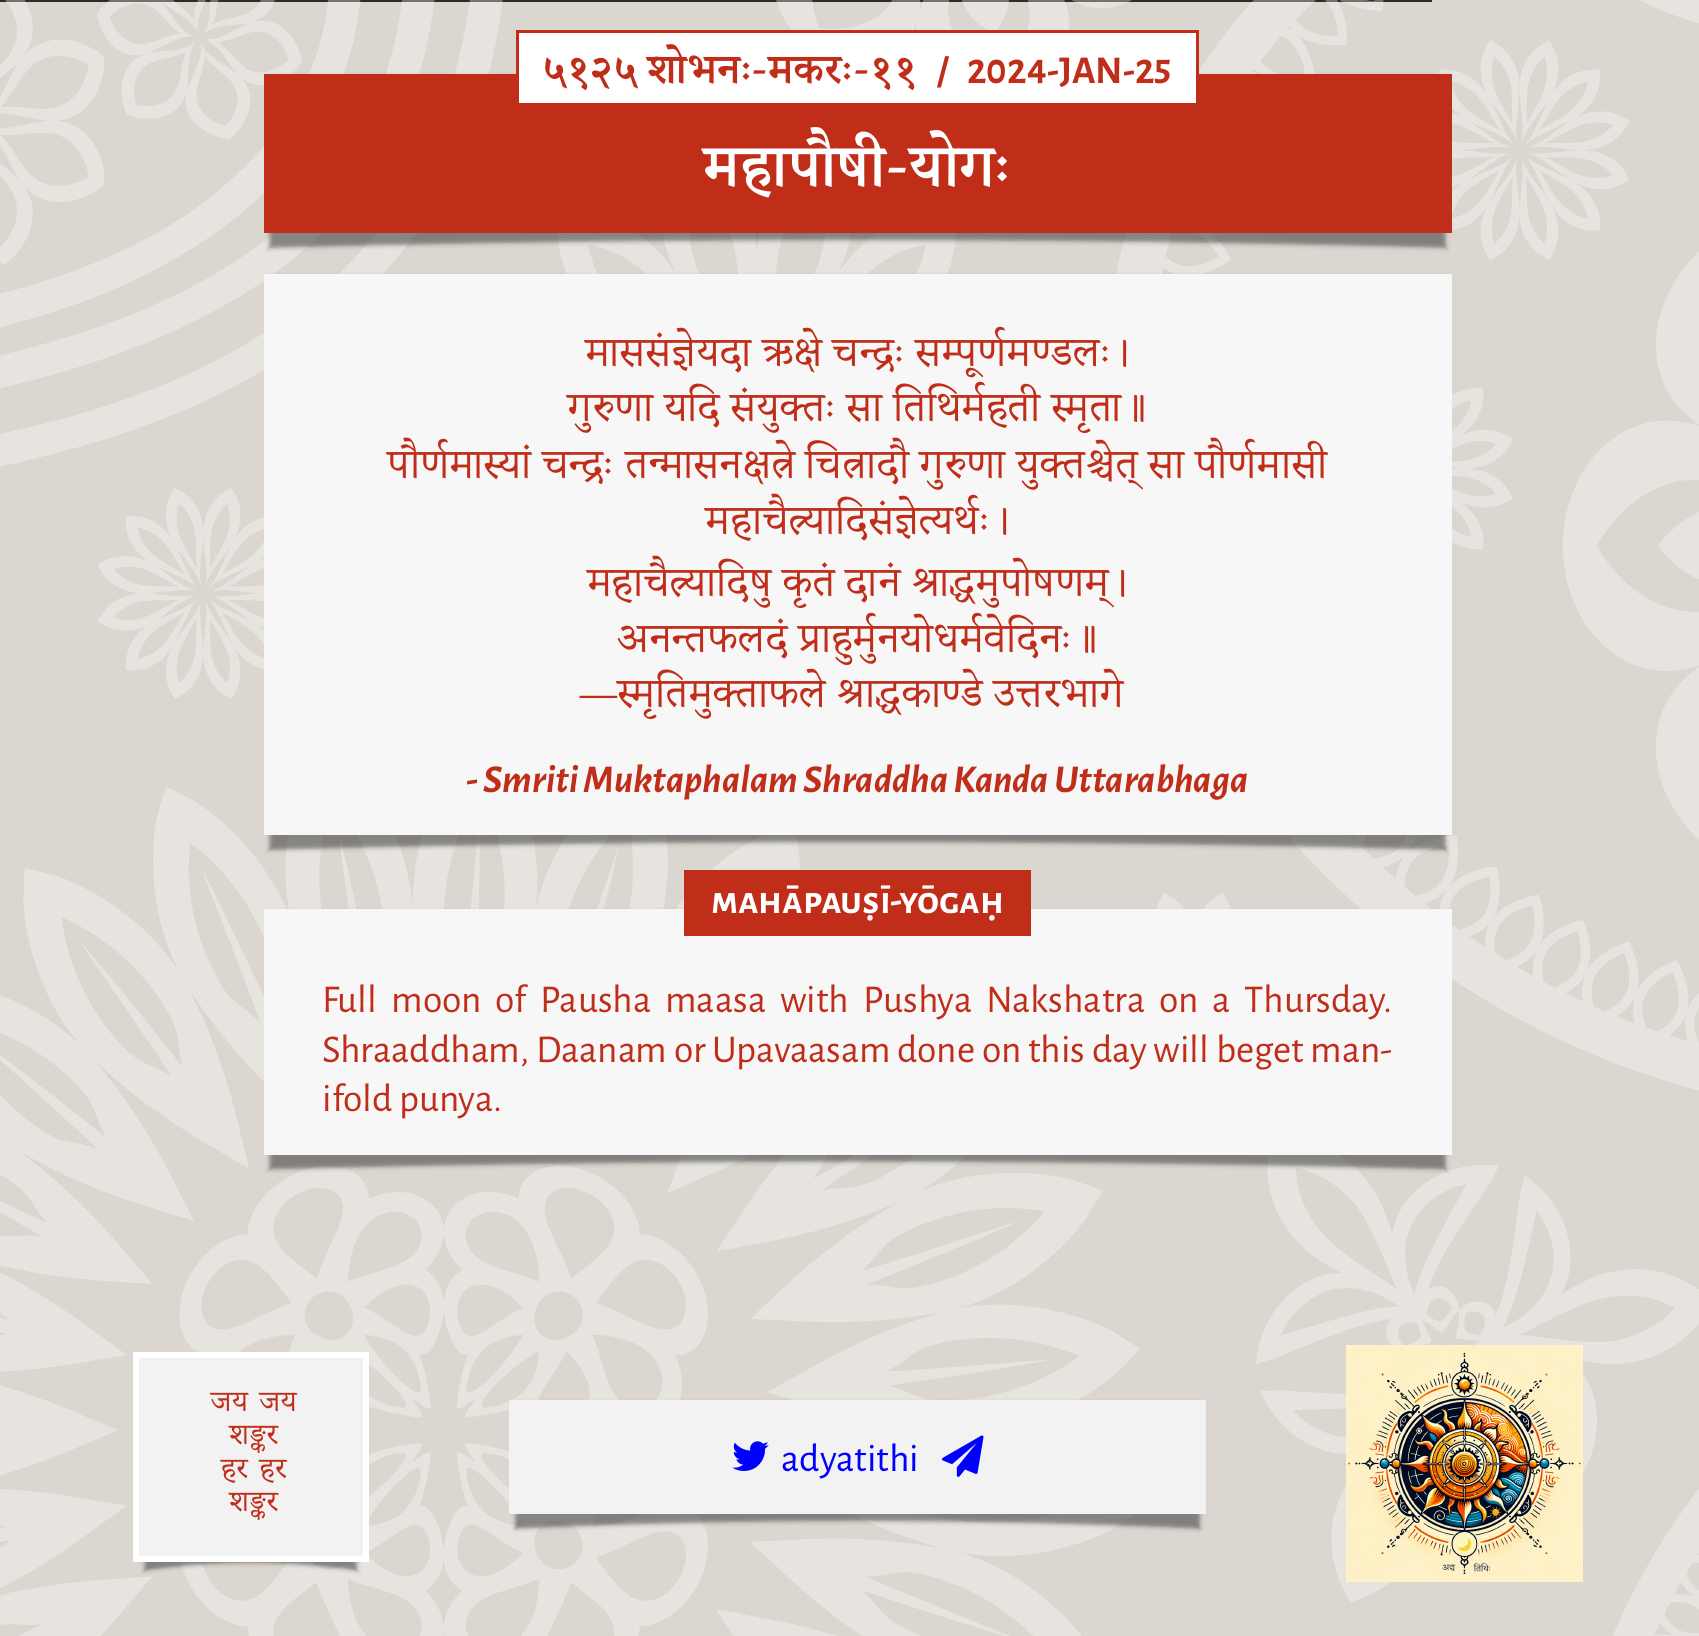 ५१२५ शोभनः-मकरः-११ / 2024-JAN-25
महापौषी-योगः
माससंज्ञेयदा ऋक्षे चन्द्रः सम्पूर्णमण्डलः।
गुरुणा यदि संयुक्तः सा तिथिर्महती स्मृता॥
पौर्णमास्यां चन्द्रः तन्मासनक्षत्रे चित्रादौ गुरुणा युक्तश्चेत् सा पौर्णमासी
महाचैत्र्यादिसंज्ञेत्यर्थः।
महाचैत्र्यादिषु कृतं दानं श्राद्धमुपोषणम्।
अनन्तफलदं प्राहुर्मुनयोधर्मवेदिनः॥
—स्मृतिमुक्ताफले श्राद्धकाण्डे उत्तरभागे
- Smriti Muktaphalam Shraddha Kanda Uttarabhaga
MAHĀPAUṢĪ-YŌGAḤ
Full moon of Pausha maasa with Pushya Nakshatra on a Thursday.
Shraaddham, Daanam or Upavaasam done on this day will beget man-
ifold punya.
जय जय
शङ्कर
हर हर
शङ्कर
adyatithi
अद्य तिथिः